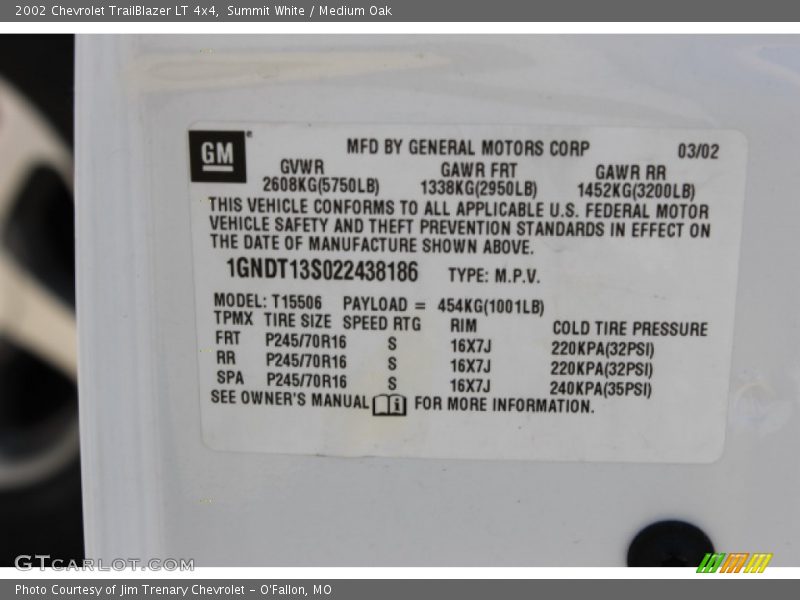 2002 Chevrolet TrailBlazer LT 4x4,  Summit White / Medium Oak
GM
MFD BY GENERAL MOTORS CORP 03/02
GVWR GAWR FRT GAWR RR
2608KG(5750LB) 1338KG(2950LB) 1452KG(3200LB)
THIS VEHICLE CONFORMS TO ALL APPLICABLE U.S. FEDERAL MOTOR
VEHICLE SAFETY AND THEFT PREVENTION STANDARDS IN EFFECT ON
THE DATE OF MANUFACTURE SHOWN ABOVE.
1GNDT13S022438186 TYPE: M.P.V.
MODEL: T15506 PAYLOAD = 454KG(1001LB)
TPMX TIRE SIZE SPEED RTG RIM COLD TIRE PRESSURE
FRT P245/70R16 S 16X7J 220KPA(32PSI)
RR P245/70R16 S 16X7J 220KPA(32PSI)
SPA P245/70R16 S 16X7J 240KPA(35PSI)
SEE OWNER'S MANUAL i FOR MORE INFORMATION.
GTCARLOT.COM
Photo Courtesy of Jim Trenary Chevrolet - O'Fallon, MO